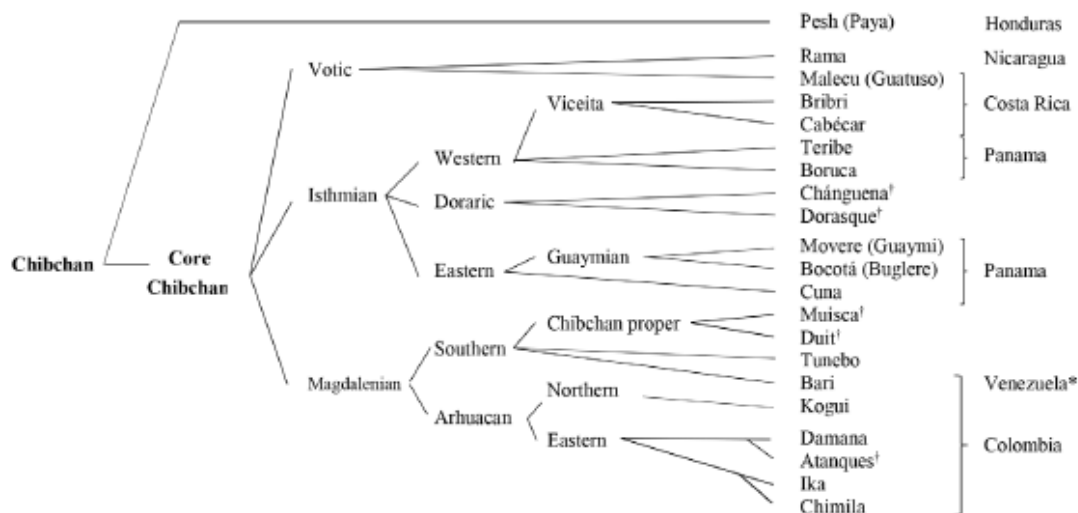 Pesh (Paya) Honduras
Rama Nicaragua
Votic
Malecu (Guatuso)
Viceita Bribri Costa Rica
Cabécar
Western Teribe
Panama
Boruca
Isthmian Chánguena†
Doraric
Dorasque†
Chibchan Core Chibchan
Movere (Guaymi)
Guaymian
Eastern Bocotá (Buglere) Panama
Cuna
Muisca†
Chibchan proper
Duit†
Southern
Tunebo
Magdalenian Bari Venezuela*
Northern
Kogui
Arhuacan
Eastern Damana Colombia
Atanques†
Ika
Chimila